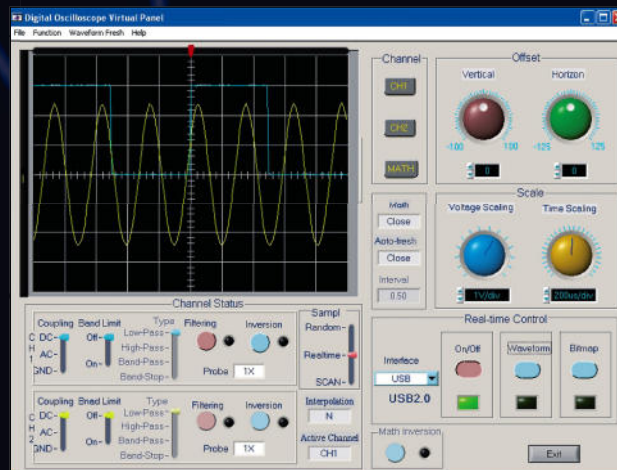 Digital Oscilloscope Virtual Panel
File Function Waveform Fresh Help
Channel
CH1
CH2
MATH
Offset
Vertical Horizon
-100 100 -125 125
0 0
Math
Close
Auto-fresh
Close
Interval
0.50
Scale
Voltage Scaling Time Scaling
1V/div 200us/div
Channel Status
CH1
Coupling Band Limit Type Filtering Inversion
DC- Off- Low-Pass-
AC- High-Pass-
GND- On- Band-Pass-
Band-Stop-
Probe 1X
Sampl
Random-
Realtime-
SCAN-
CH2
Coupling Bned Limit Type Filtering Inversion
DC- Off- Low-Pass-
AC- High-Pass-
GND- On- Band-Pass-
Band-Stop-
Probe 1X
Interpolation
N
Active Channel
CH1
Real-time Control
Interface
USB
USB2.0
On/Off Waveform Bitmap
Math Inversion
Exit